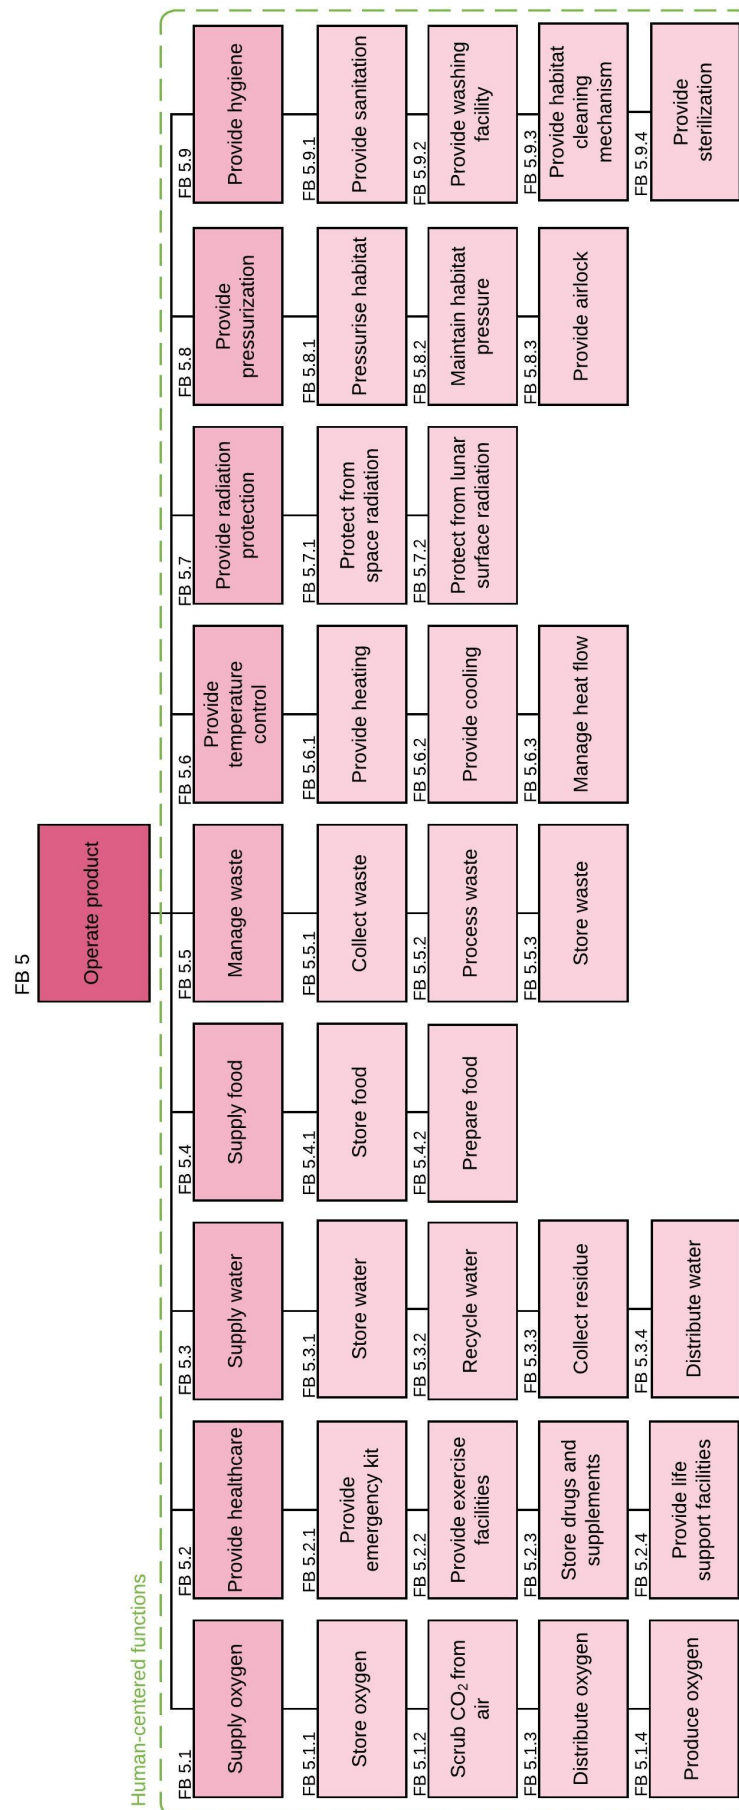 FB 5
Operate product
Human-centered functions
FB 5.1
Supply oxygen
FB 5.1.1
Store oxygen
FB 5.1.2
Scrub CO₂ from
air
FB 5.1.3
Distribute oxygen
FB 5.1.4
Produce oxygen
FB 5.2
Provide healthcare
FB 5.2.1
Provide
emergency kit
FB 5.2.2
Provide exercise
facilities
FB 5.2.3
Store drugs and
supplements
FB 5.2.4
Provide life
support facilities
FB 5.3
Supply water
FB 5.3.1
Store water
FB 5.3.2
Recycle water
FB 5.3.3
Collect residue
FB 5.3.4
Distribute water
FB 5.4
Supply food
FB 5.4.1
Store food
FB 5.4.2
Prepare food
FB 5.5
Manage waste
FB 5.5.1
Collect waste
FB 5.5.2
Process waste
FB 5.5.3
Store waste
FB 5.6
Provide
temperature
control
FB 5.6.1
Provide heating
FB 5.6.2
Provide cooling
FB 5.6.3
Manage heat flow
FB 5.7
Provide radiation
protection
FB 5.7.1
Protect from
space radiation
FB 5.7.2
Protect from lunar
surface radiation
FB 5.8
Provide
pressurization
FB 5.8.1
Pressurise habitat
FB 5.8.2
Maintain habitat
pressure
FB 5.8.3
Provide airlock
FB 5.9
Provide hygiene
FB 5.9.1
Provide sanitation
FB 5.9.2
Provide washing
facility
FB 5.9.3
Provide habitat
cleaning
mechanism
FB 5.9.4
Provide
sterilization